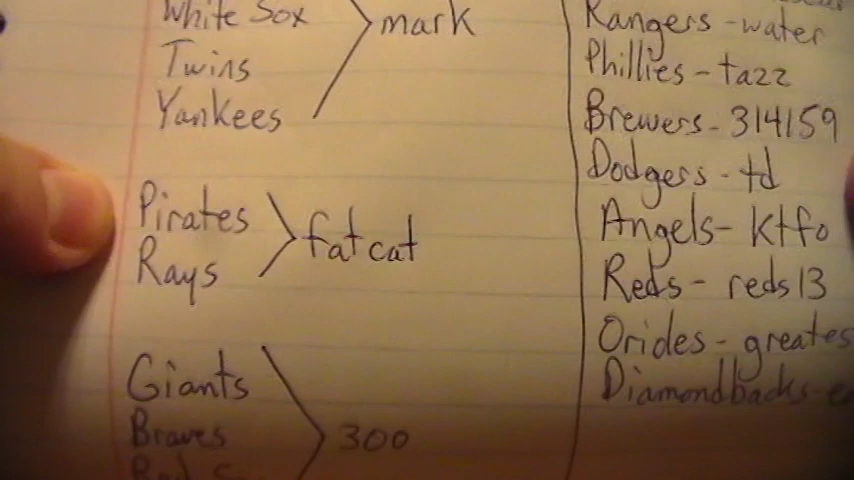 White Sox
Twins
Yankees
mark
Pirates
Rays
fatcat
Giants
Braves
300
Rangers - water
Phillies - tazz
Brewers - 314159
Dodgers - td
Angels - ktfo
Reds - reds13
Orioles - greates
Diamondbacks -